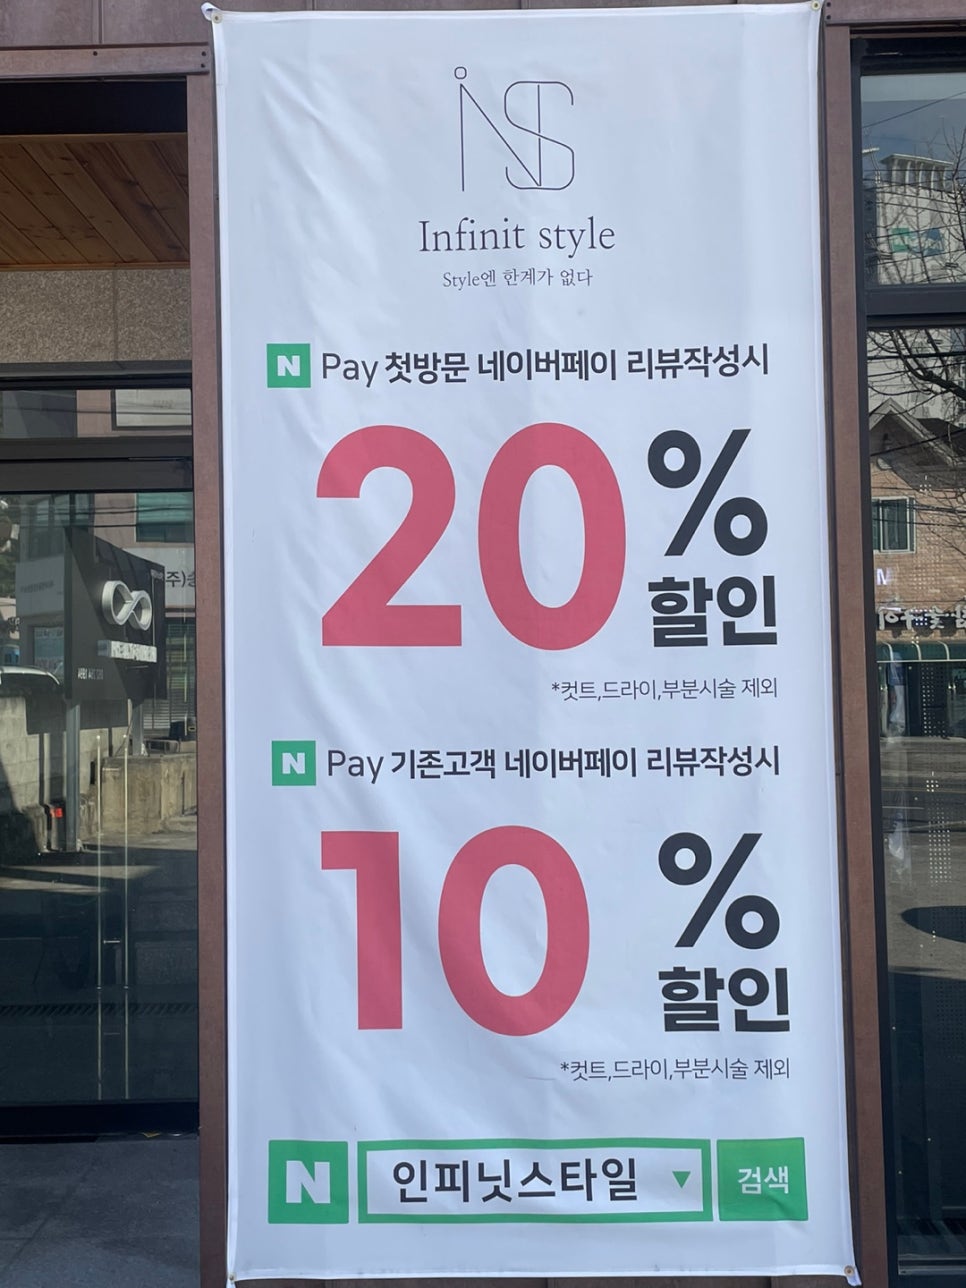 iNS
Infinit style
Style엔 한계가 없다
N Pay 첫방문 네이버페이 리뷰작성시
20%
할인
*컷트,드라이,부분시술 제외
N Pay 기존고객 네이버페이 리뷰작성시
10%
할인
*컷트,드라이,부분시술 제외
N 인피닛스타일 ▼ 검색
주)